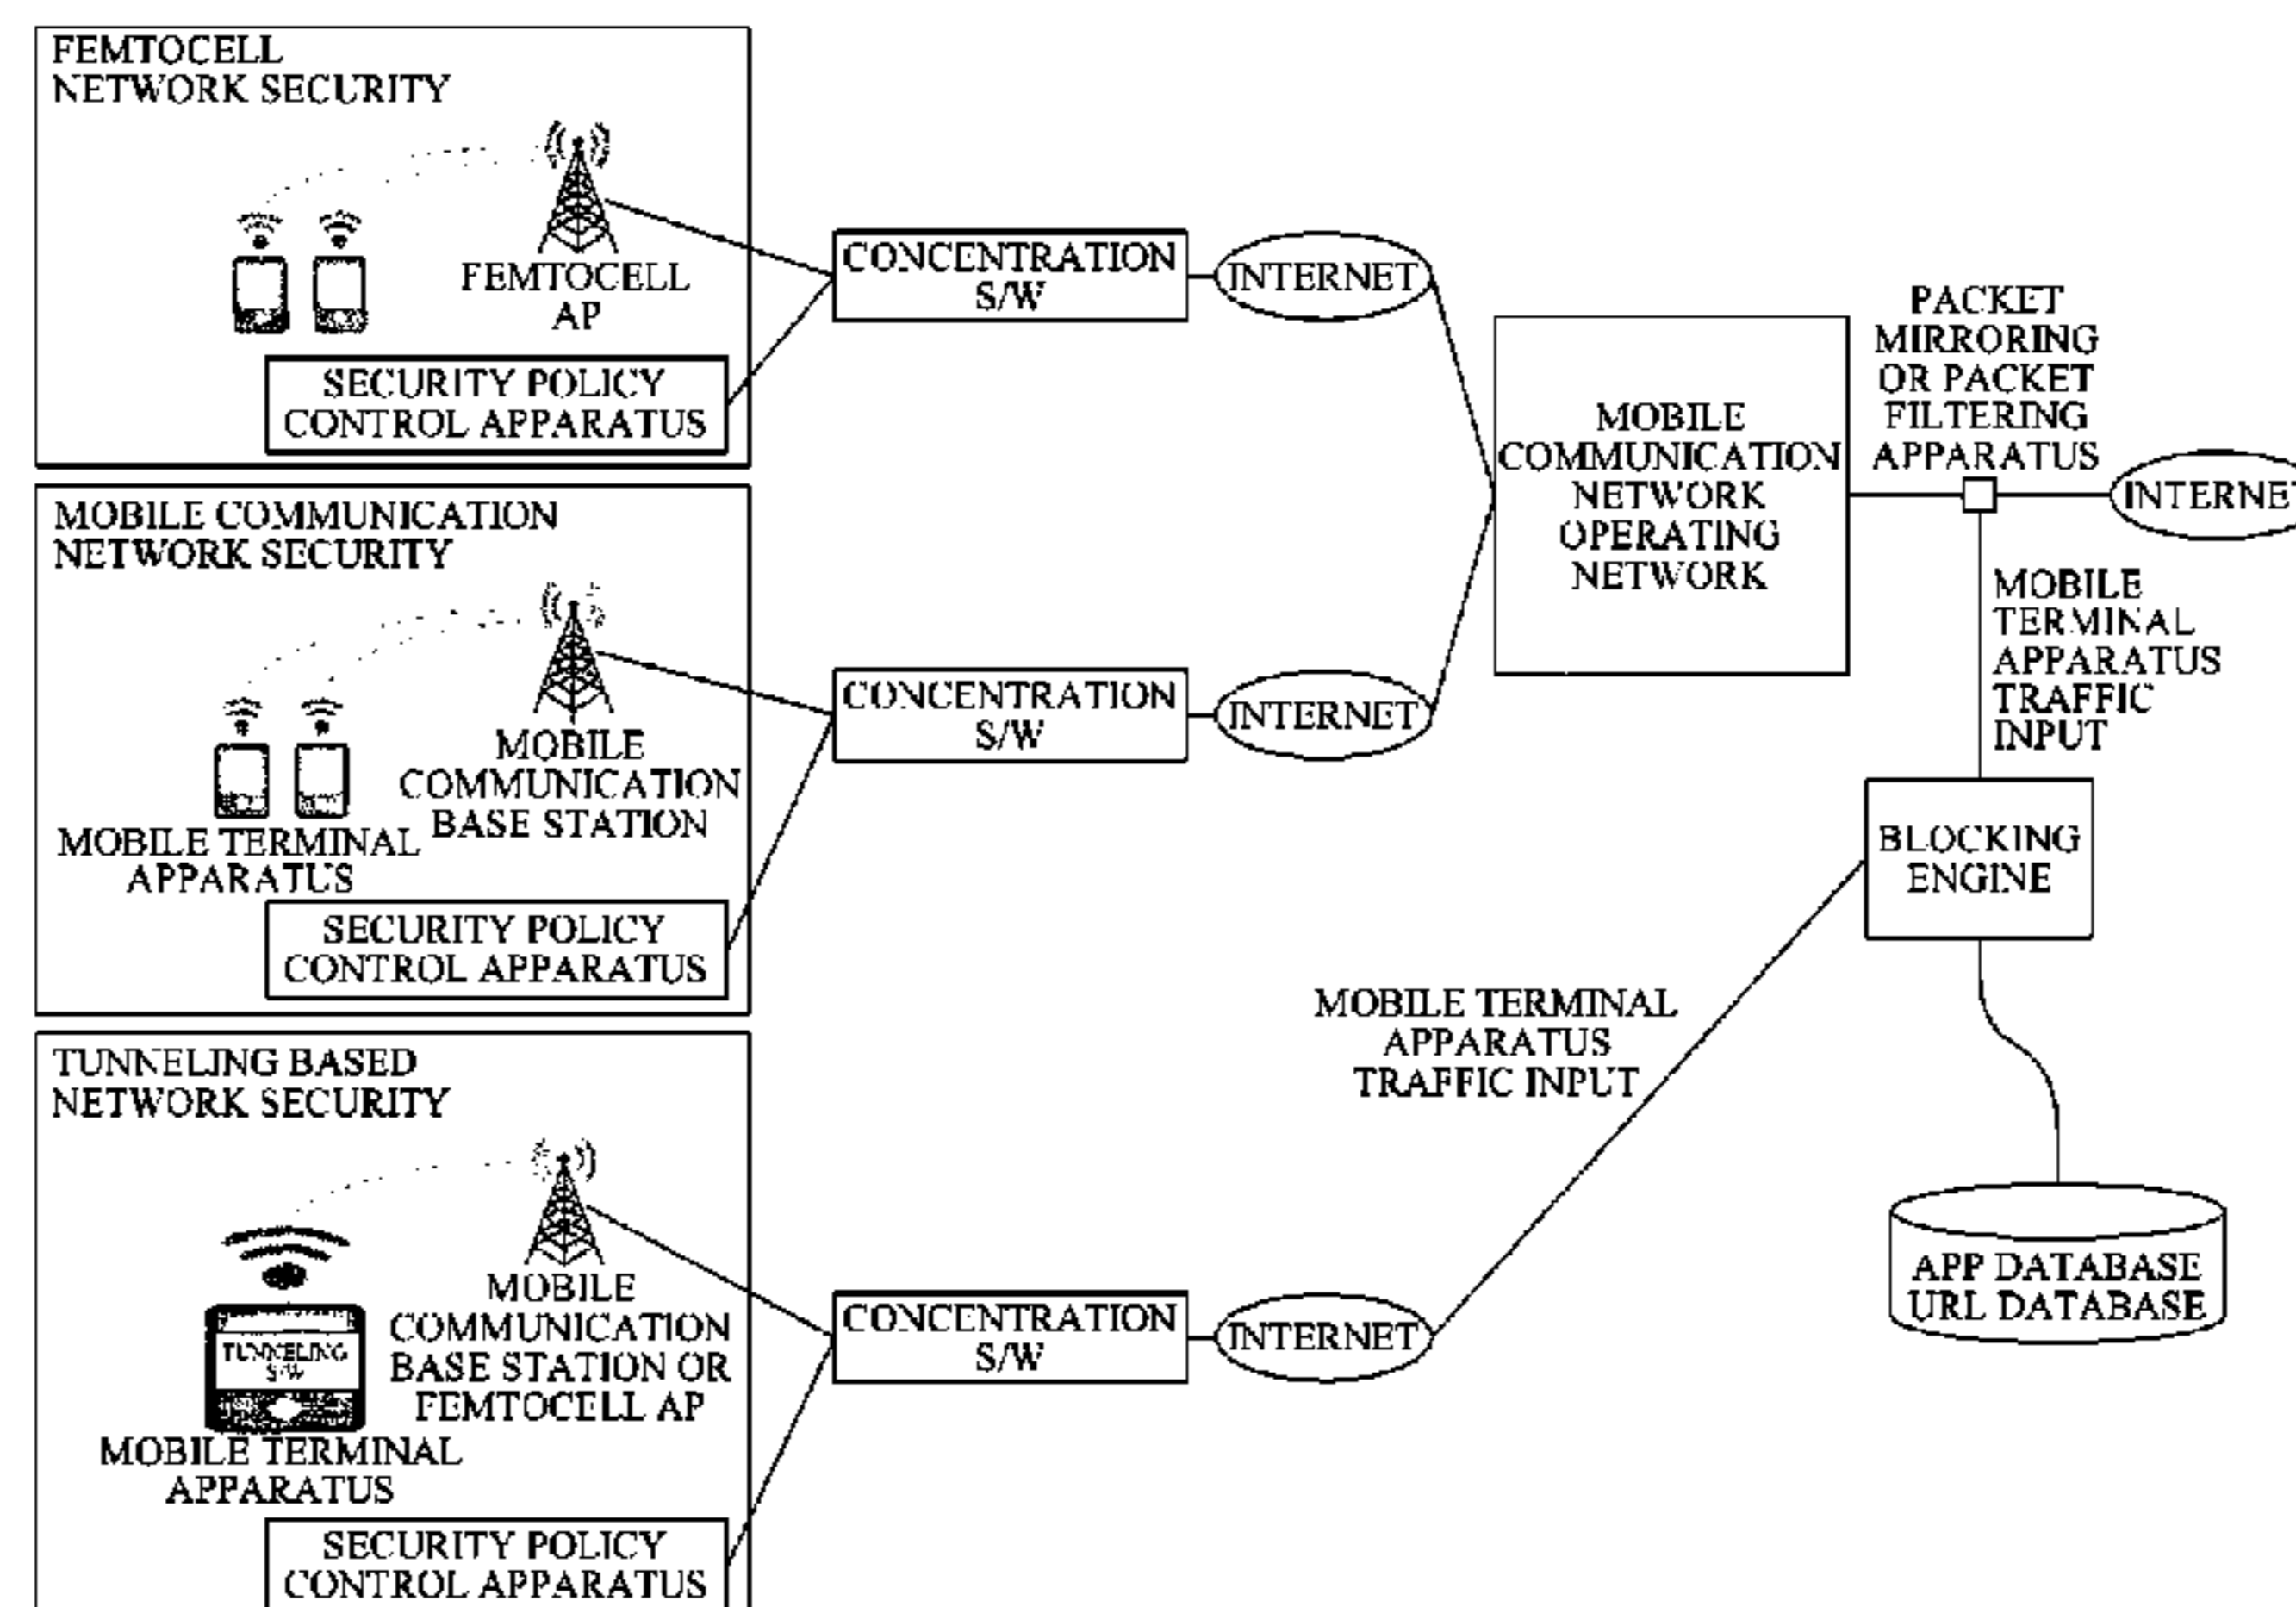 FEMTOCELL
NETWORK SECURITY
FEMTOCELL
AP
SECURITY POLICY
CONTROL APPARATUS
CONCENTRATION
S/W
INTERNET
MOBILE COMMUNICATION
NETWORK SECURITY
MOBILE
COMMUNICATION
BASE STATION
MOBILE TERMINAL
APPARATUS
SECURITY POLICY
CONTROL APPARATUS
CONCENTRATION
S/W
INTERNET
TUNNELING BASED
NETWORK SECURITY
TUNNELING
S/W
MOBILE
COMMUNICATION
BASE STATION OR
FEMTOCELL AP
MOBILE TERMINAL
APPARATUS
SECURITY POLICY
CONTROL APPARATUS
CONCENTRATION
S/W
INTERNET
MOBILE
COMMUNICATION
NETWORK
OPERATING
NETWORK
PACKET
MIRRORING
OR PACKET
FILTERING
APPARATUS
INTERNE
MOBILE
TERMINAL
APPARATUS
TRAFFIC
INPUT
BLOCKING
ENGINE
MOBILE TERMINAL
APPARATUS
TRAFFIC INPUT
APP DATABASE
URL DATABASE